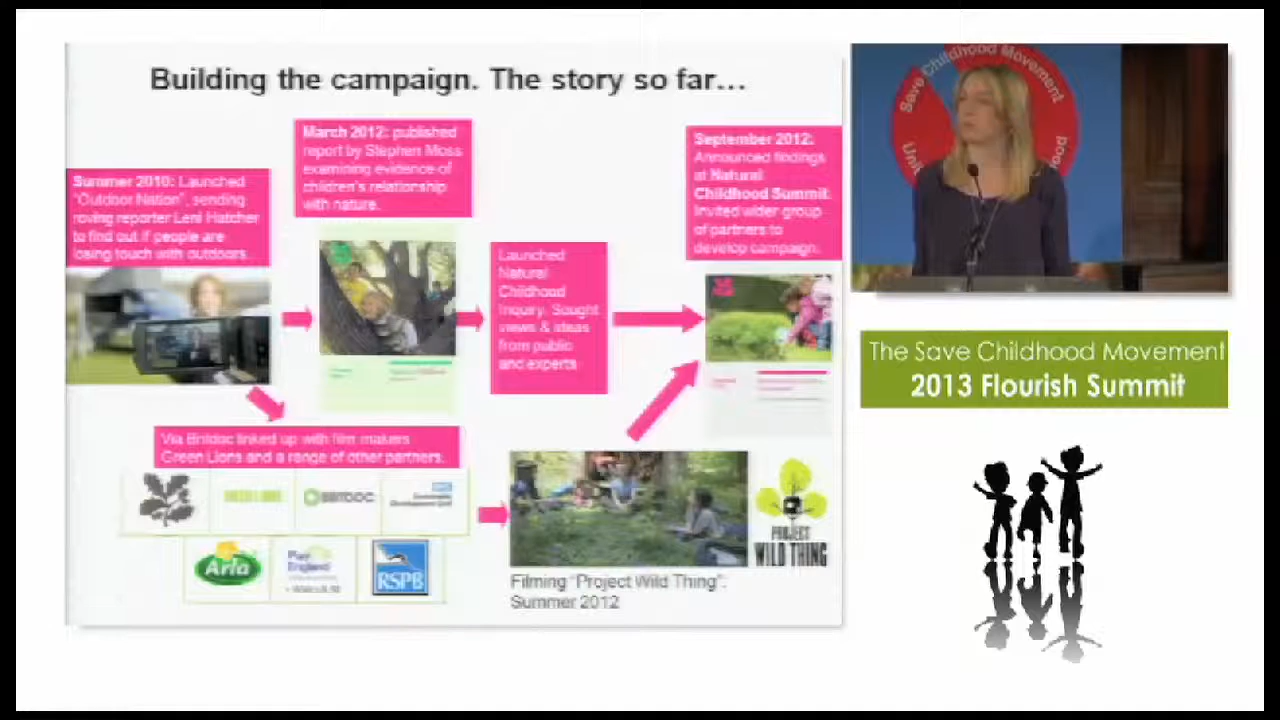 Building the campaign. The story so far...
Summer 2010: Launched
"Outdoor Nation", sending
roving reporter Leni Hatcher
to find out if people are
losing touch with outdoors.
March 2012: published
report by Stephen Moss
examining evidence of
children's relationship
with nature.
Launched
Natural
Childhood
Inquiry. Sought
views & ideas
from public
and experts
September 2012:
Announced findings
at Natural
Childhood Summit.
Invited wider group
of partners to
develop campaign.
Via Britdoc linked up with film makers
Green Lions and a range of other partners.
BRITDOC
Arla
Play
England
RSPB
PROJECT
WILD THING
Filming "Project Wild Thing".
Summer 2012
Save Childhood Movement
The Save Childhood Movement
2013 Flourish Summit